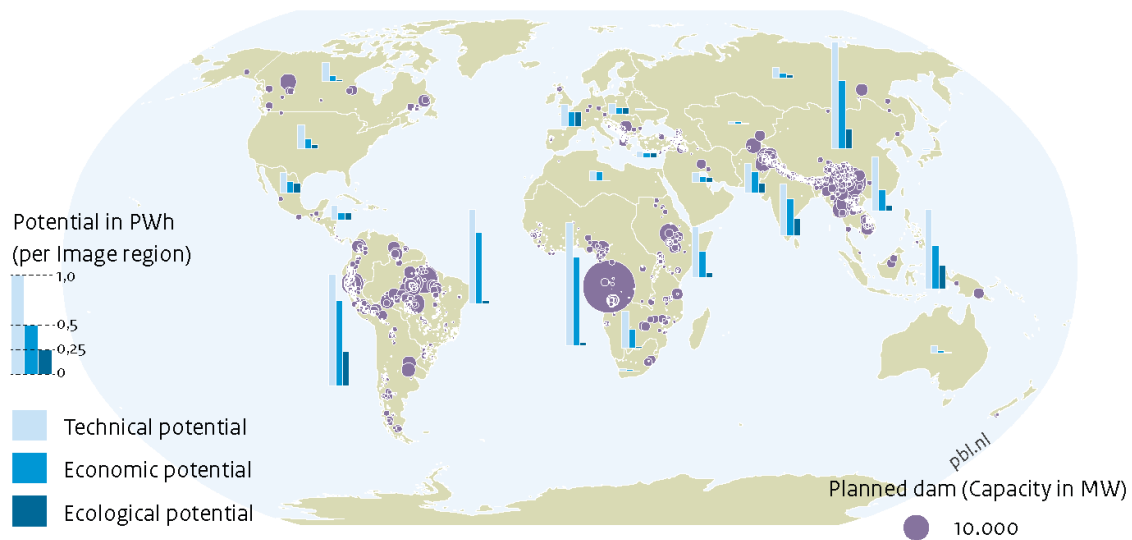 Potential in PWh
(per Image region)
1,0
0,5
0,25
0
Technical potential
Economic potential
Ecological potential
pbl.nl
Planned dam (Capacity in MW)
10.000